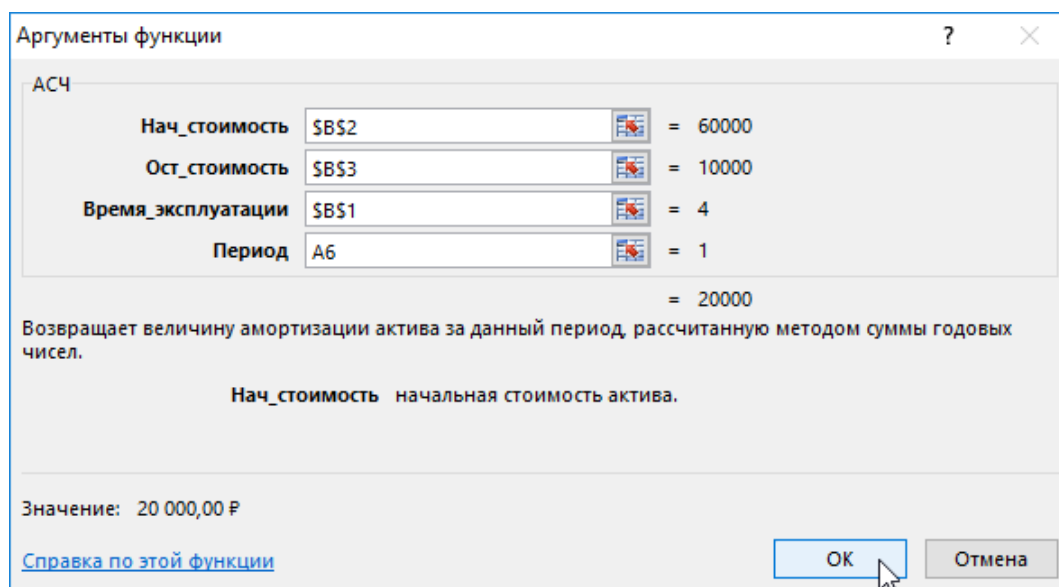 Аргументы функции ?
АСЧ
Нач_стоимость $B$2 = 60000
Ост_стоимость $B$3 = 10000
Время_эксплуатации $B$1 = 4
Период A6 = 1
= 20000
Возвращает величину амортизации актива за данный период, рассчитанную методом суммы годовых
чисел.
Нач_стоимость начальная стоимость актива.
Значение: 20 000,00 ₽
Справка по этой функции
ОК Отмена